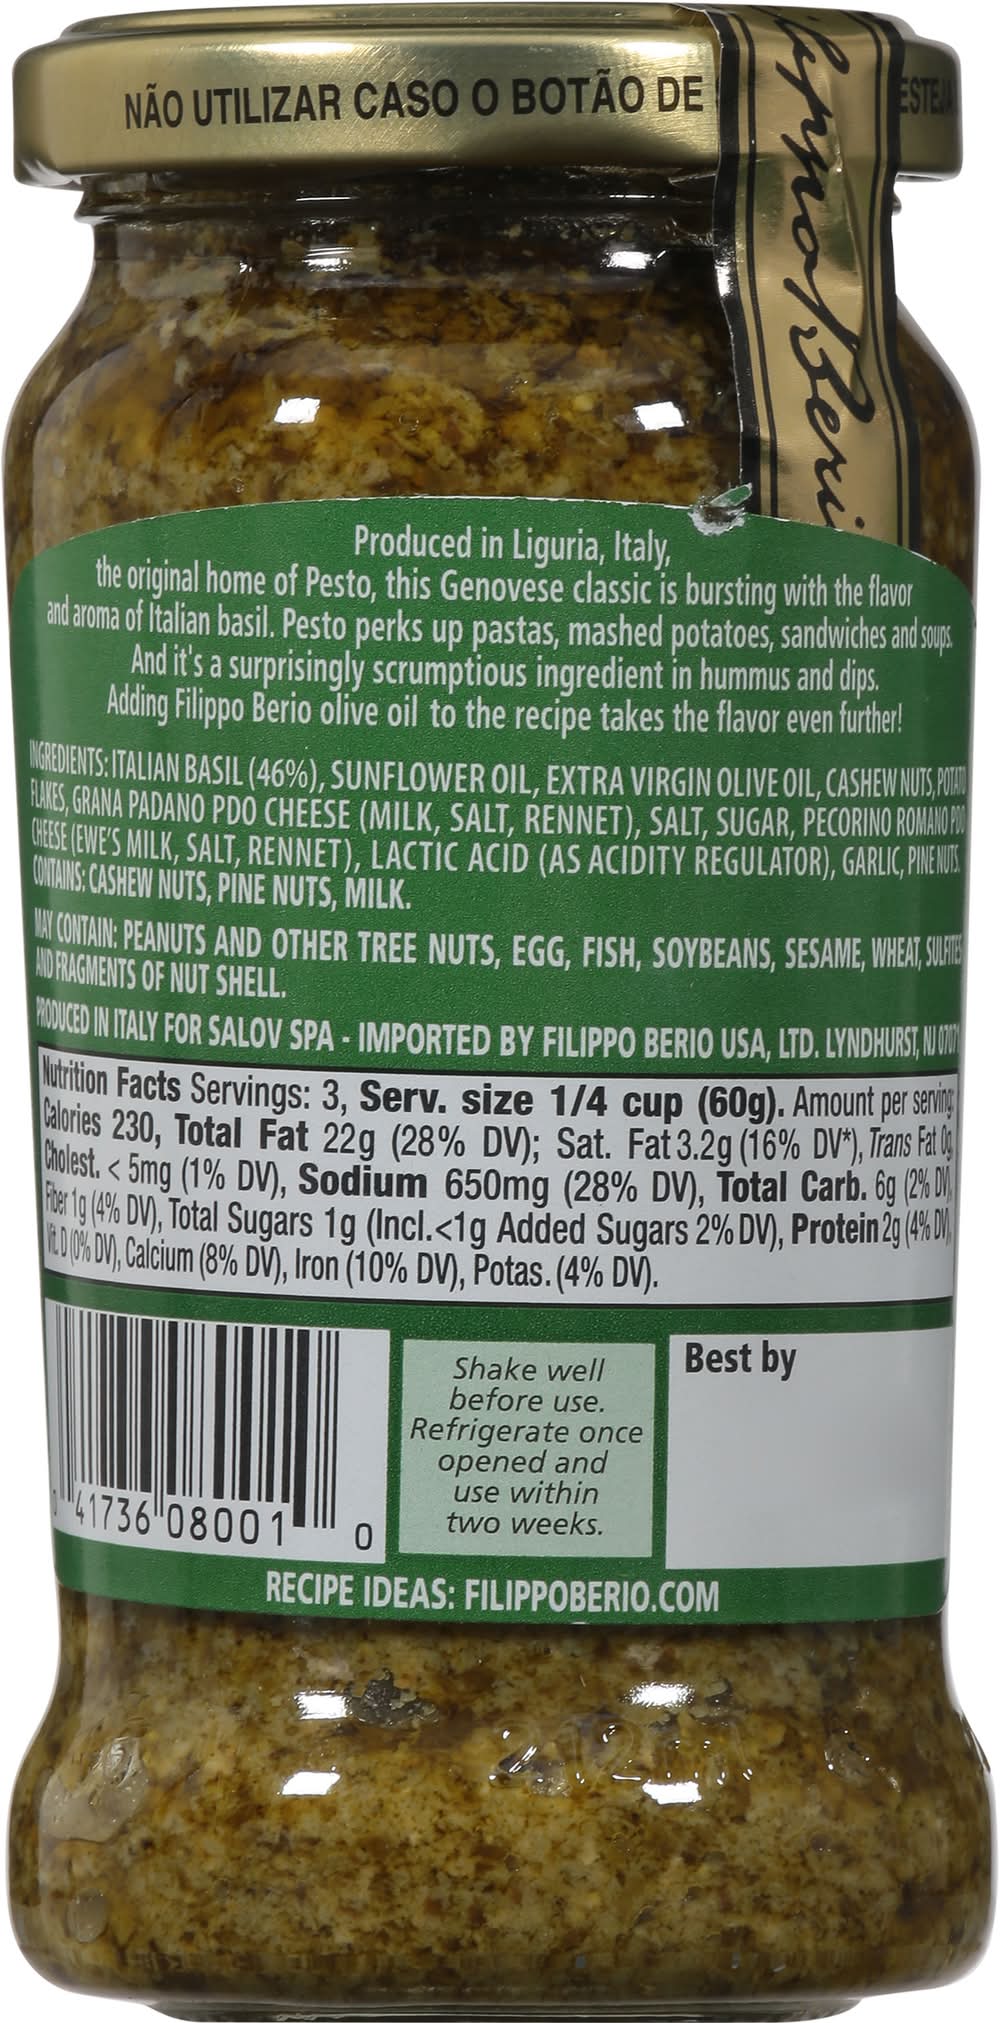 NÃO UTILIZAR CASO O BOTÃO DE
Filippo Berio
Produced in Liguria, Italy,
the original home of Pesto, this Genovese classic is bursting with the flavor
and aroma of Italian basil. Pesto perks up pastas, mashed potatoes, sandwiches and soups.
And it's a surprisingly scrumptious ingredient in hummus and dips.
Adding Filippo Berio olive oil to the recipe takes the flavor even further!
INGREDIENTS: ITALIAN BASIL (46%), SUNFLOWER OIL, EXTRA VIRGIN OLIVE OIL, CASHEW NUTS, POTATO
FLAKES, GRANA PADANO PDO CHEESE (MILK, SALT, RENNET), SALT, SUGAR, PECORINO ROMANO PDO
CHEESE (EWE'S MILK, SALT, RENNET), LACTIC ACID (AS ACIDITY REGULATOR), GARLIC, PINE NUTS.
CONTAINS: CASHEW NUTS, PINE NUTS, MILK.
MAY CONTAIN: PEANUTS AND OTHER TREE NUTS, EGG, FISH, SOYBEANS, SESAME, WHEAT, SULFITES
AND FRAGMENTS OF NUT SHELL.
PRODUCED IN ITALY FOR SALOV SPA - IMPORTED BY FILIPPO BERIO USA, LTD. LYNDHURST, NJ 07071
Nutrition Facts Servings: 3, Serv. size 1/4 cup (60g). Amount per serving:
Calories 230, Total Fat 22g (28% DV); Sat. Fat 3.2g (16% DV*), Trans Fat 0g,
Cholest. < 5mg (1% DV), Sodium 650mg (28% DV), Total Carb. 6g (2% DV),
Fiber 1g (4% DV), Total Sugars 1g (Incl.<1g Added Sugars 2% DV), Protein 2g (4% DV),
Vit. D (0% DV), Calcium (8% DV), Iron (10% DV), Potas. (4% DV).
0 41736 08001 0
Shake well
before use.
Refrigerate once
opened and
use within
two weeks.
Best by
RECIPE IDEAS: FILIPPOBERIO.COM